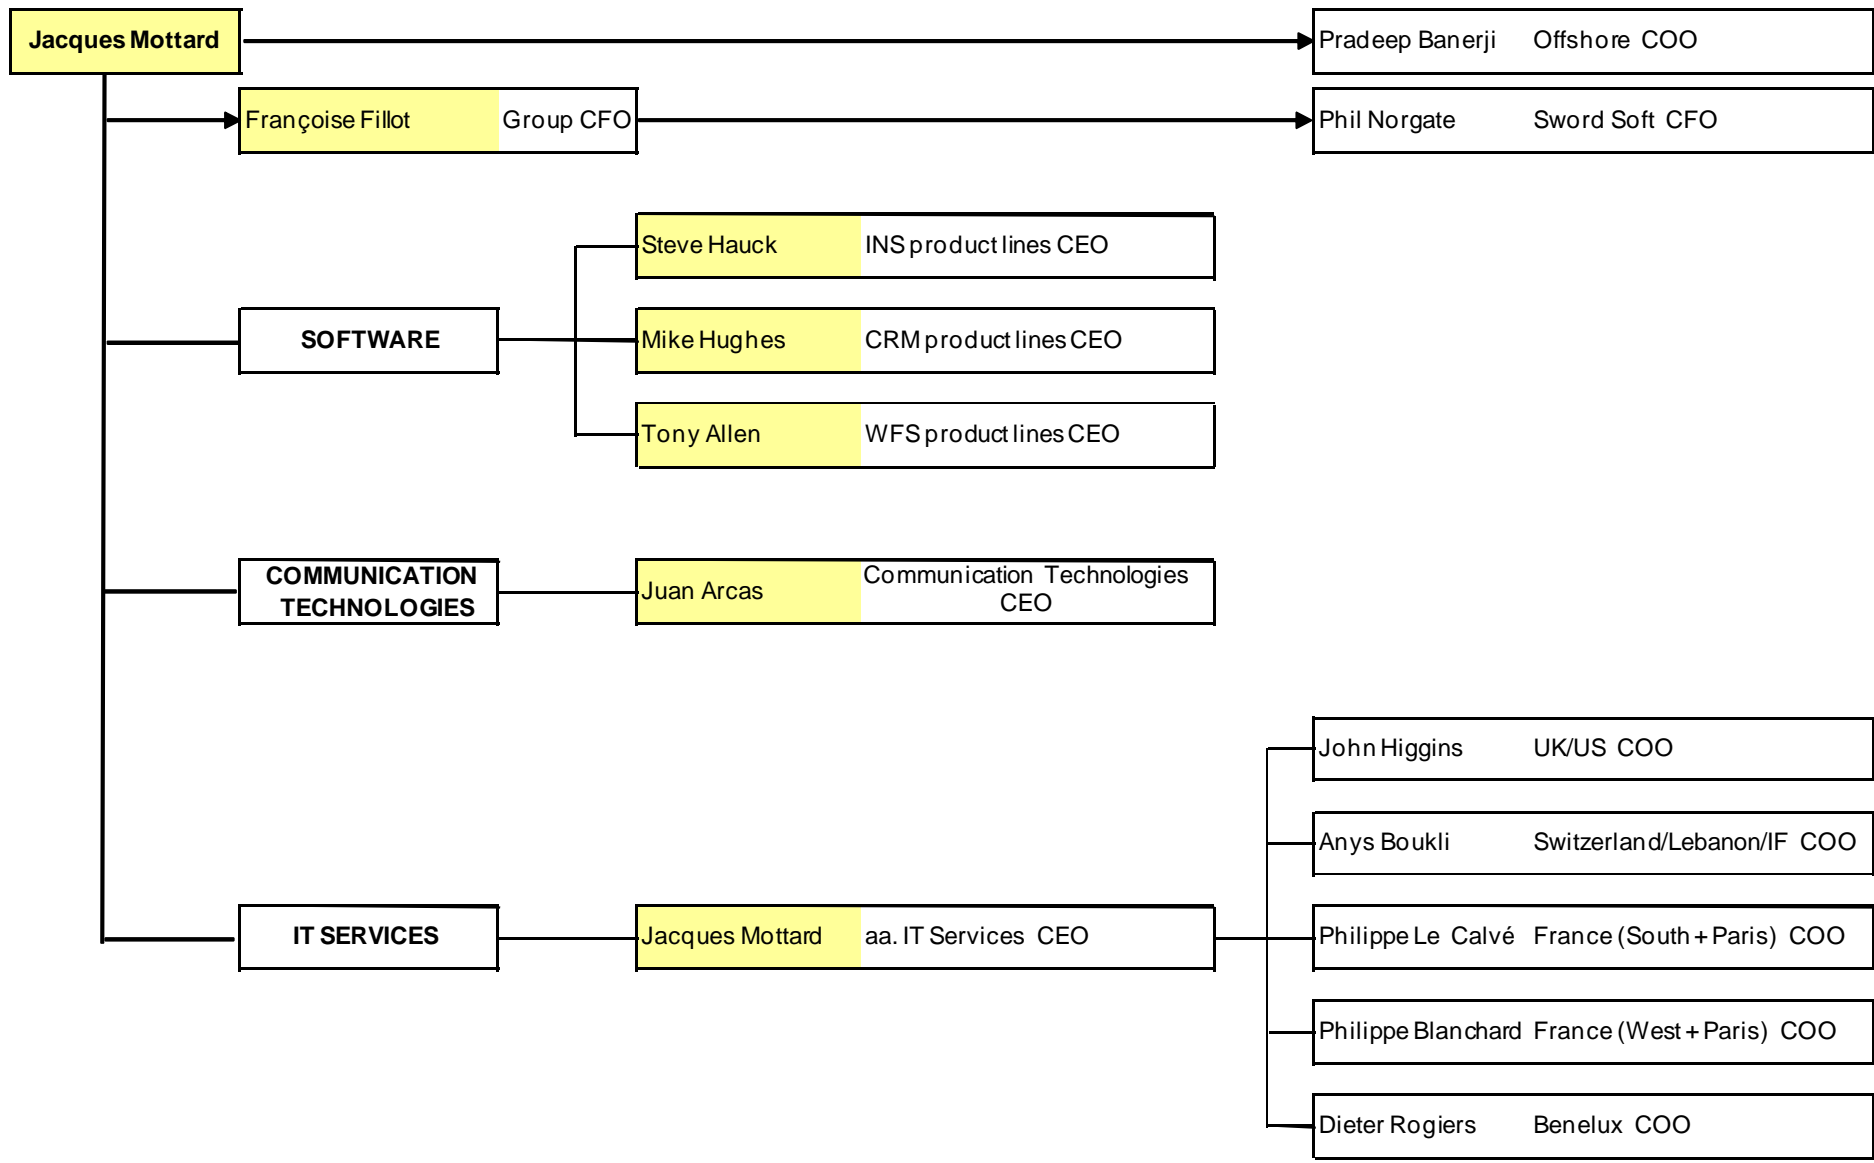 Jacques Mottard
Pradeep Banerji Offshore COO
Françoise Fillot Group CFO
Phil Norgate Sword Soft CFO
Steve Hauck INS product lines CEO
SOFTWARE
Mike Hughes CRM product lines CEO
Tony Allen WFS product lines CEO
COMMUNICATION
TECHNOLOGIES
Juan Arcas
Communication Technologies
CEO
John Higgins UK/US COO
Anys Boukli Switzerland/Lebanon/IF COO
IT SERVICES
Jacques Mottard aa. IT Services CEO
Philippe Le Calvé France (South + Paris) COO
Philippe Blanchard France (West + Paris) COO
Dieter Rogiers Benelux COO